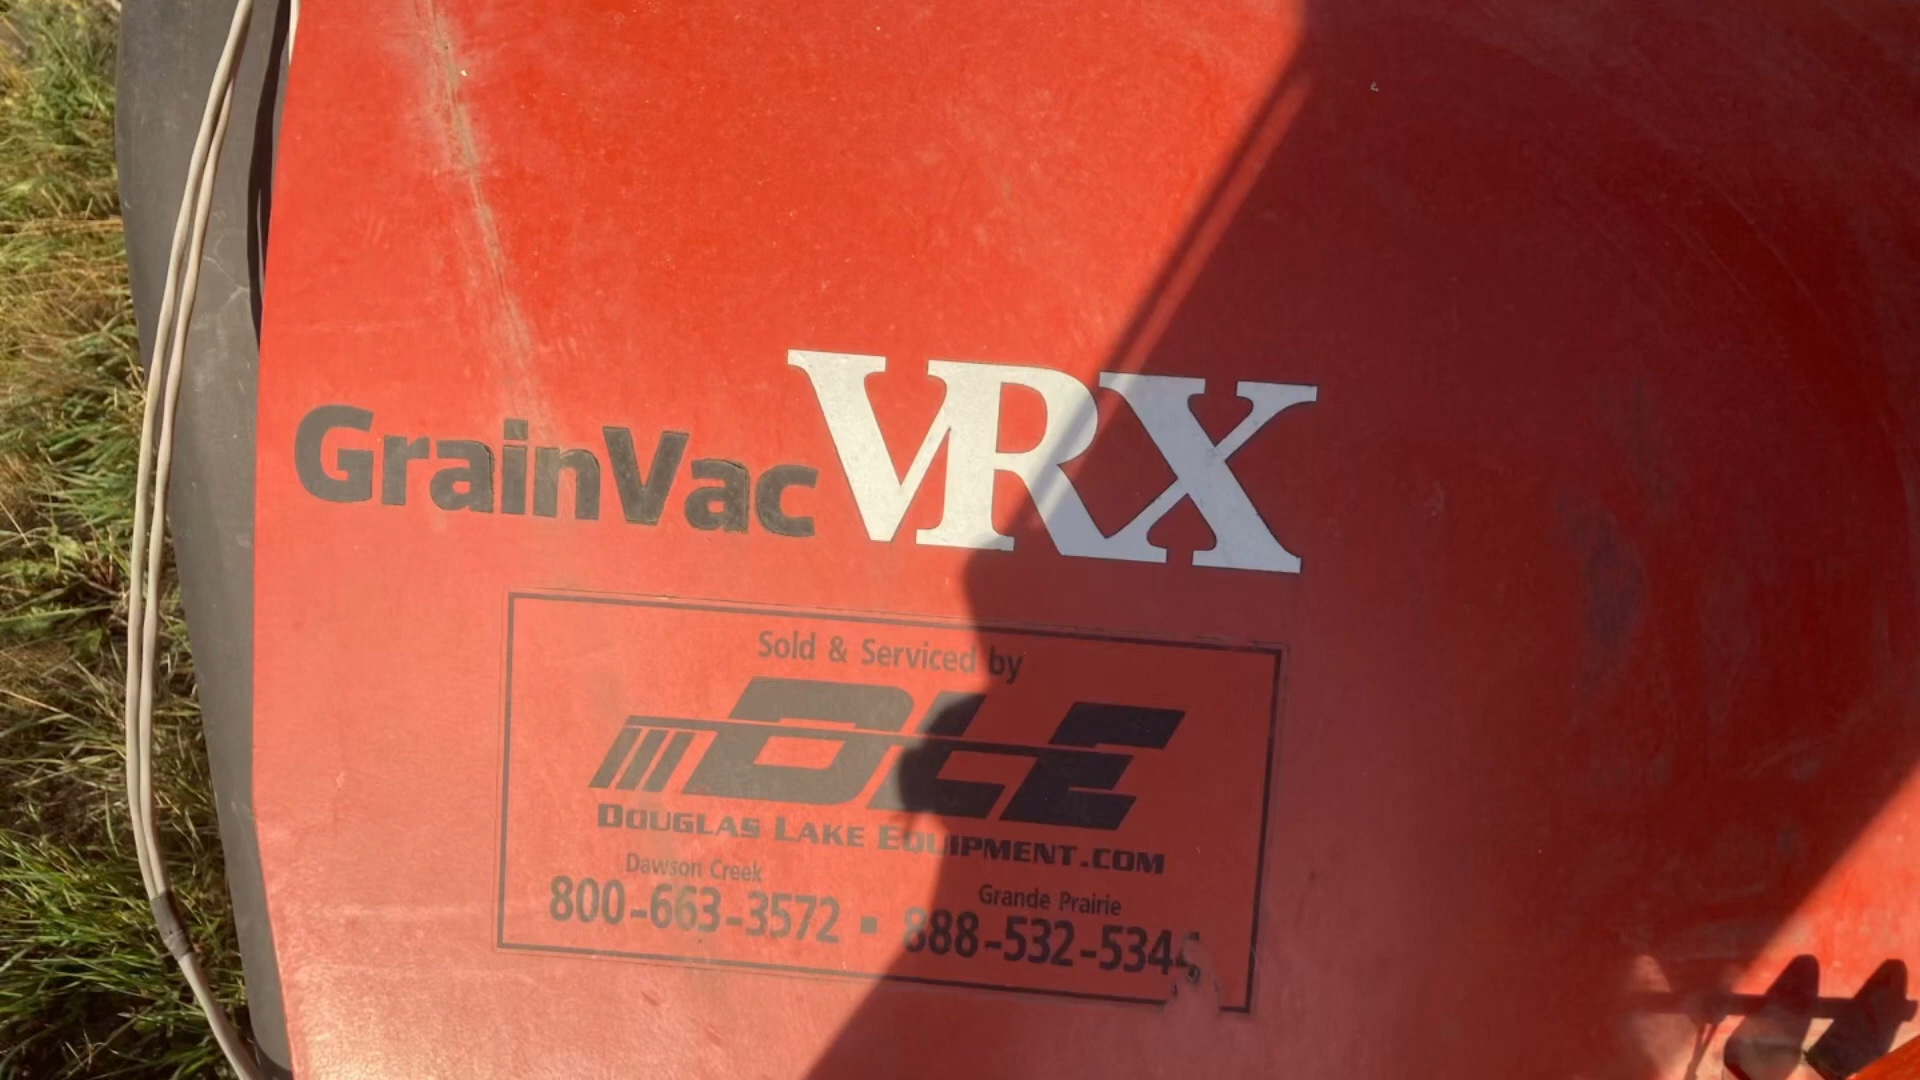 GrainVac VRX
Sold & Serviced by
DLE
DOUGLAS LAKE EQUIPMENT.COM
Dawson Creek
Grande Prairie
800-663-3572 ▪ 888-532-5344